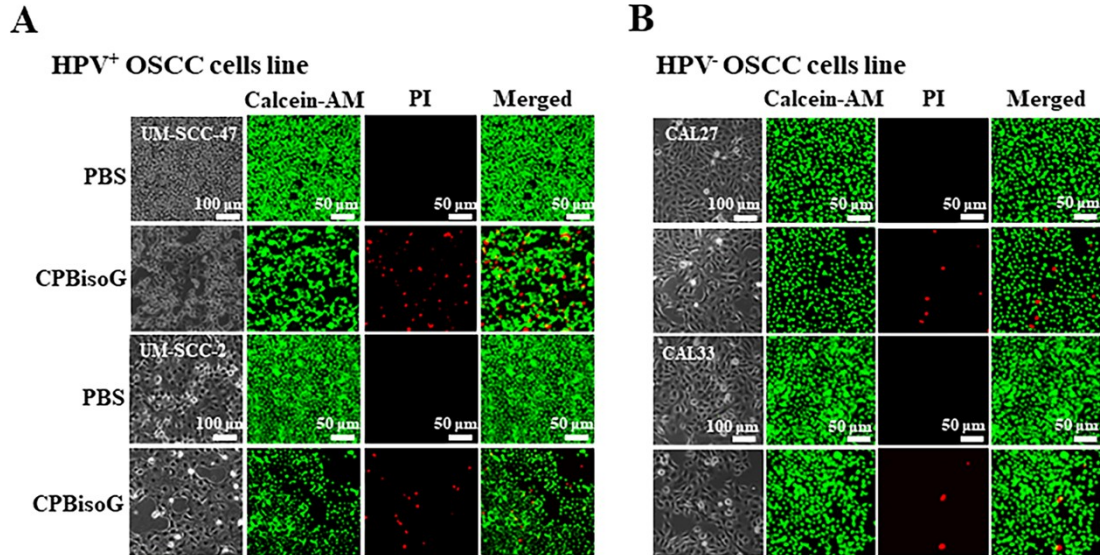 A
HPV⁺ OSCC cells line
Calcein-AM PI Merged
PBS
UM-SCC-47
100 µm 50 µm 50 µm 50 µm
CPBisoG
UM-SCC-2
PBS
100 µm 50 µm 50 µm 50 µm
CPBisoG
B
HPV⁻ OSCC cells line
Calcein-AM PI Merged
CAL27
100 µm 50 µm 50 µm 50 µm
CAL33
100 µm 50 µm 50 µm 50 µm